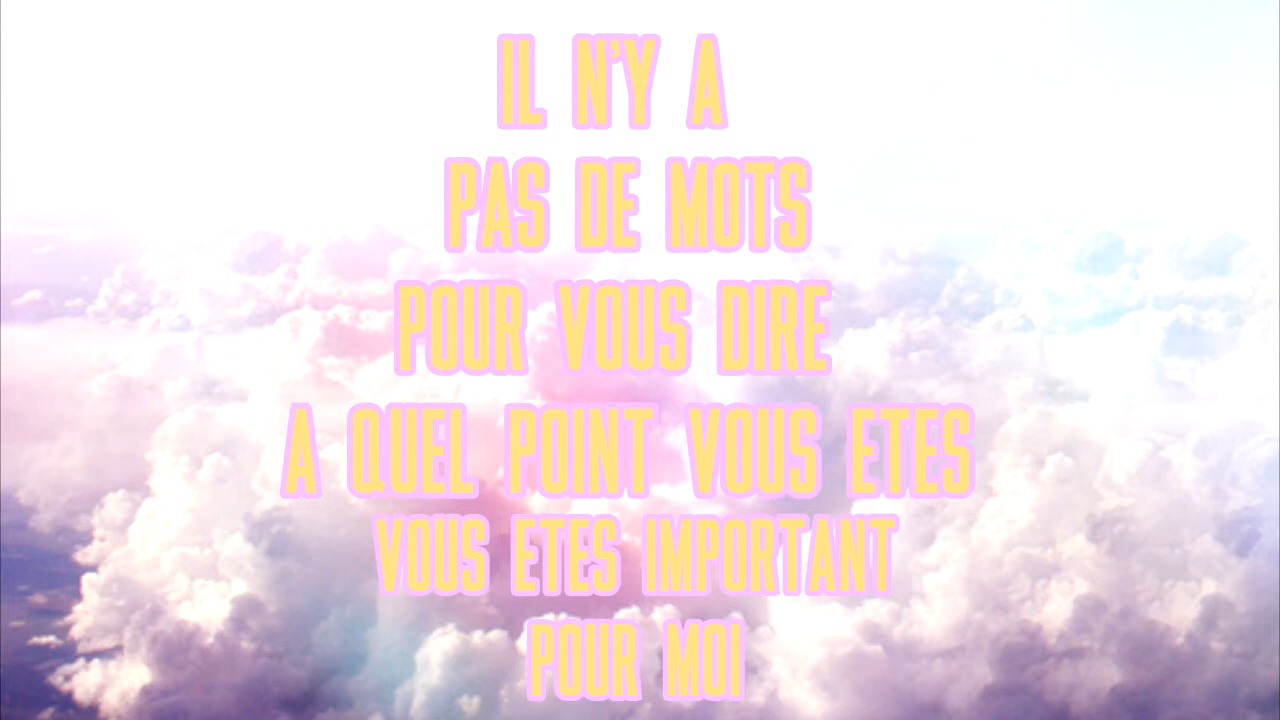 IL N'Y A
PAS DE MOTS
POUR VOUS DIRE
A QUEL POINT VOUS ETES
VOUS ETES IMPORTANT
POUR MOI